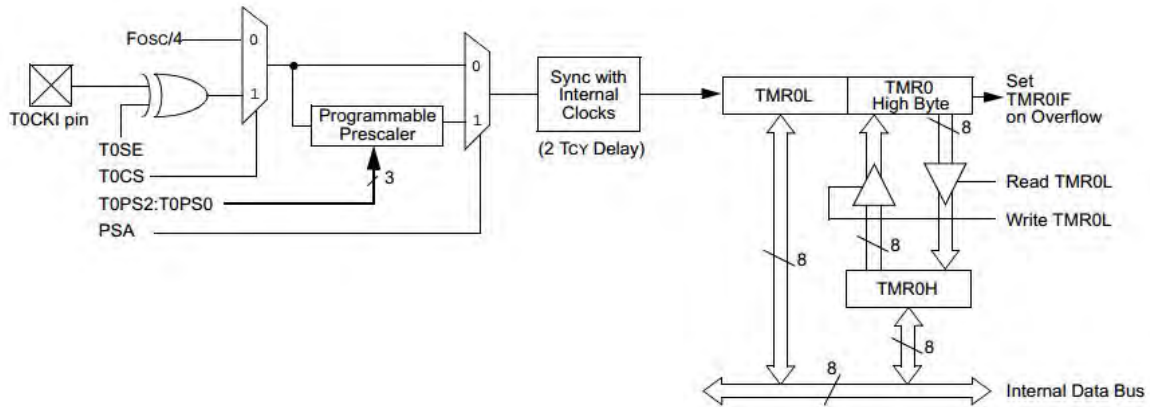 FOSC/4
0
1
T0CKI pin
T0SE
T0CS
T0PS2:T0PS0
PSA
Programmable
Prescaler
3
0
1
Sync with
Internal
Clocks
(2 TCY Delay)
TMR0L
TMR0
High Byte
Set
TMR0IF
on Overflow
8
Read TMR0L
Write TMR0L
8
8
TMR0H
8
8
Internal Data Bus